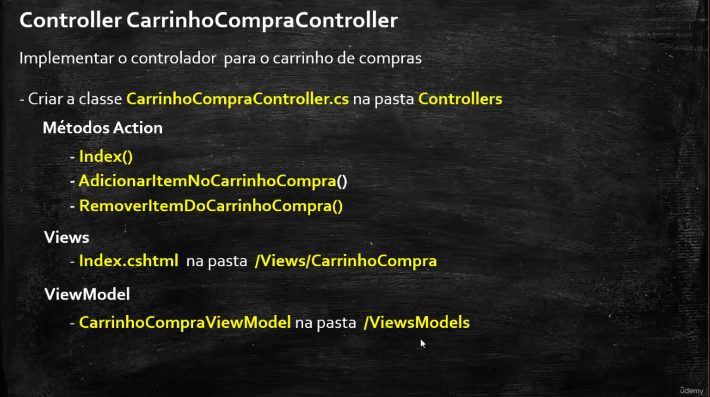 Controller CarrinhoCompraController
Implementar o controlador para o carrinho de compras
- Criar a classe CarrinhoCompraController.cs na pasta Controllers
Métodos Action
- Index()
- AdicionarItemNoCarrinhoCompra()
- RemoverItemDoCarrinhoCompra()
Views
- Index.cshtml na pasta /Views/CarrinhoCompra
ViewModel
- CarrinhoCompraViewModel na pasta /ViewsModels
ûdemy